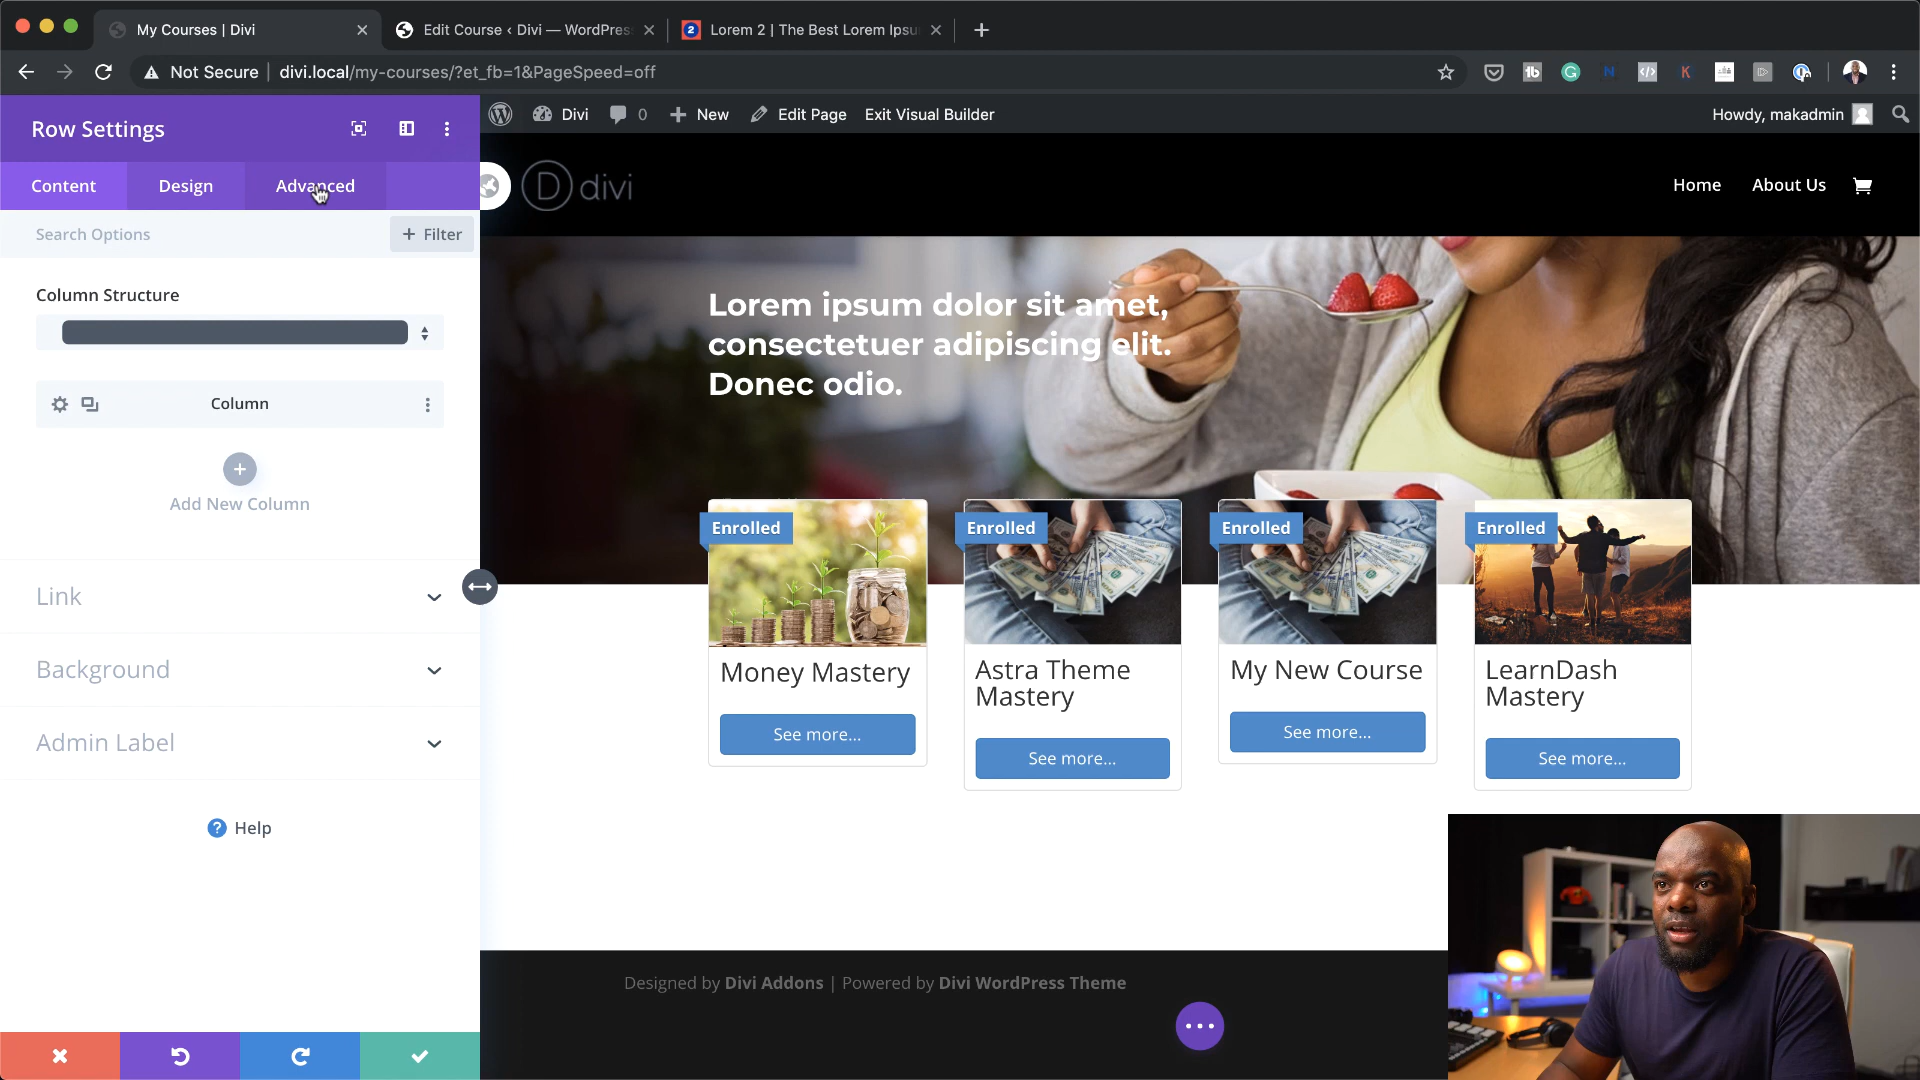 My Courses | Divi
Edit Course ‹ Divi — WordPress
Lorem 2 | The Best Lorem Ipsu
Not Secure
divi.local/my-courses/?et_fb=1&PageSpeed=off
Divi
0
New
Edit Page
Exit Visual Builder
Howdy, makadmin
Row Settings
Content
Design
Advanced
Search Options
+ Filter
Column Structure
Column
Add New Column
Link
Background
Admin Label
? Help
D divi
Home
About Us
Lorem ipsum dolor sit amet,
consectetuer adipiscing elit.
Donec odio.
Enrolled
Enrolled
Enrolled
Enrolled
Money Mastery
See more...
Astra Theme
Mastery
See more...
My New Course
See more...
LearnDash
Mastery
See more...
Designed by Divi Addons | Powered by Divi WordPress Theme